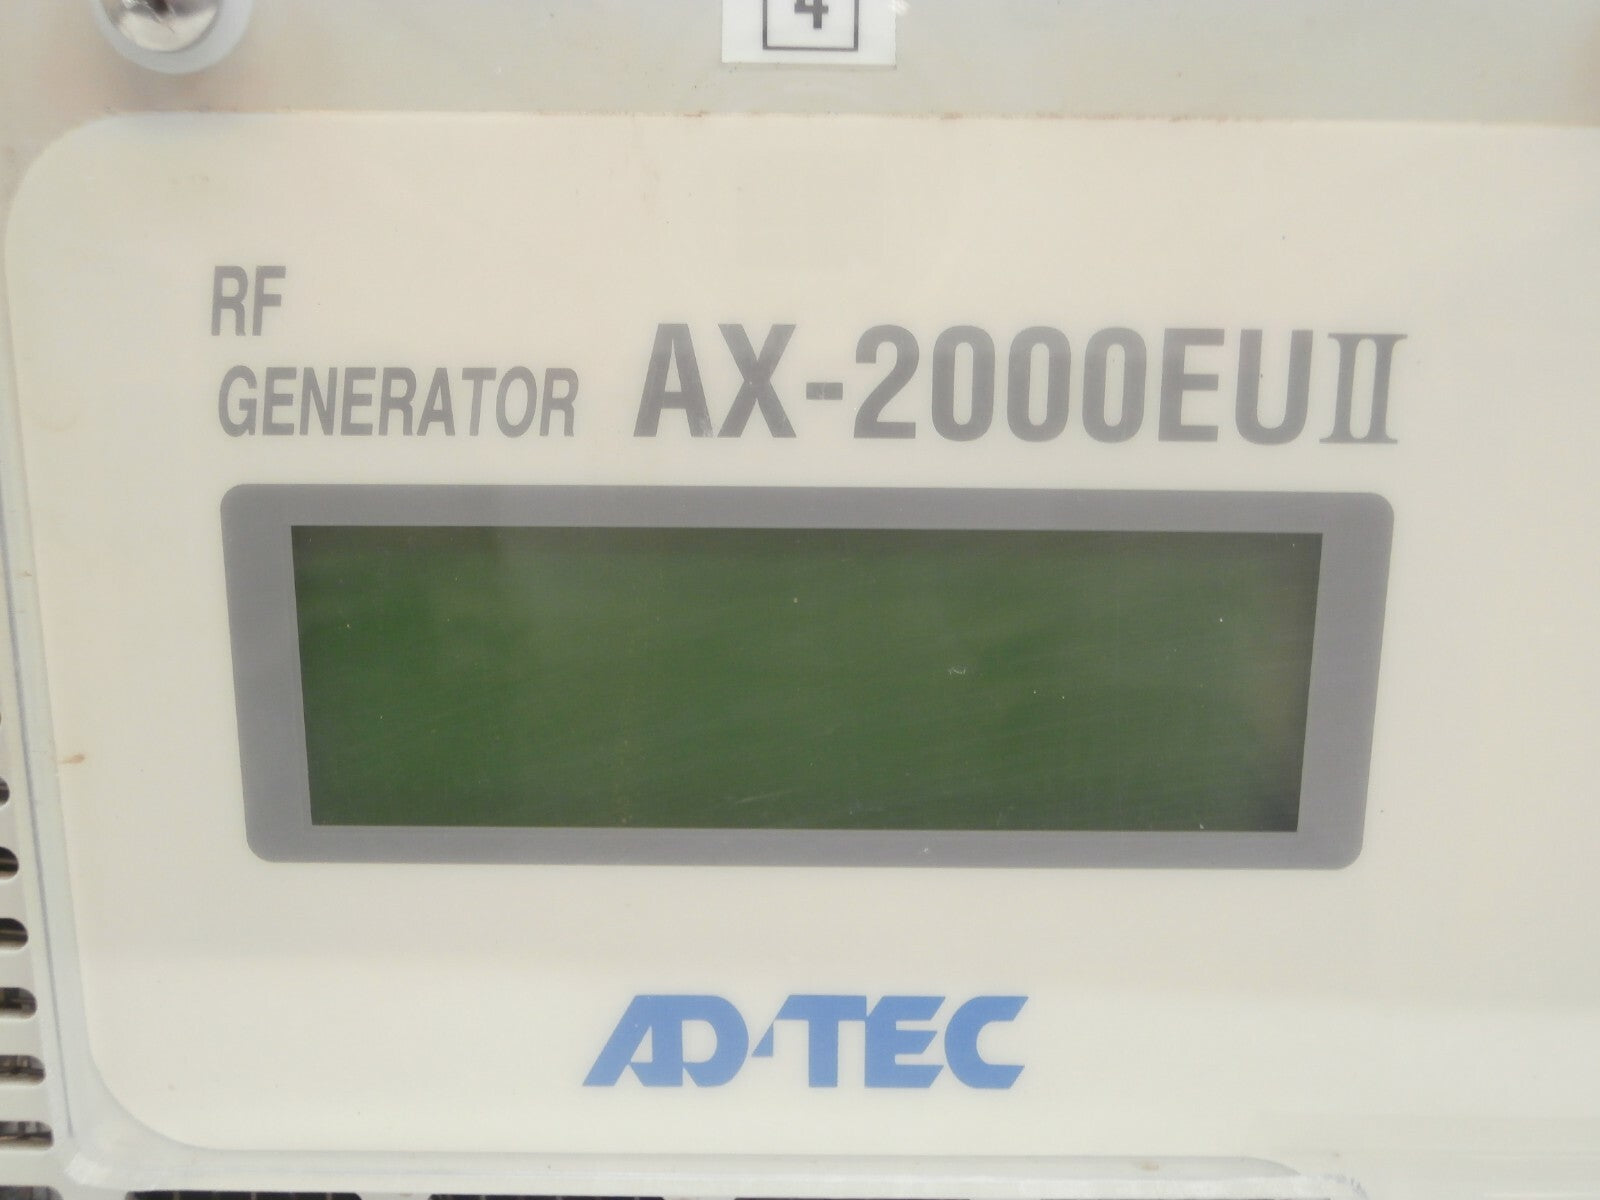 4
RF
GENERATOR AX-2000EUII
AD-TEC